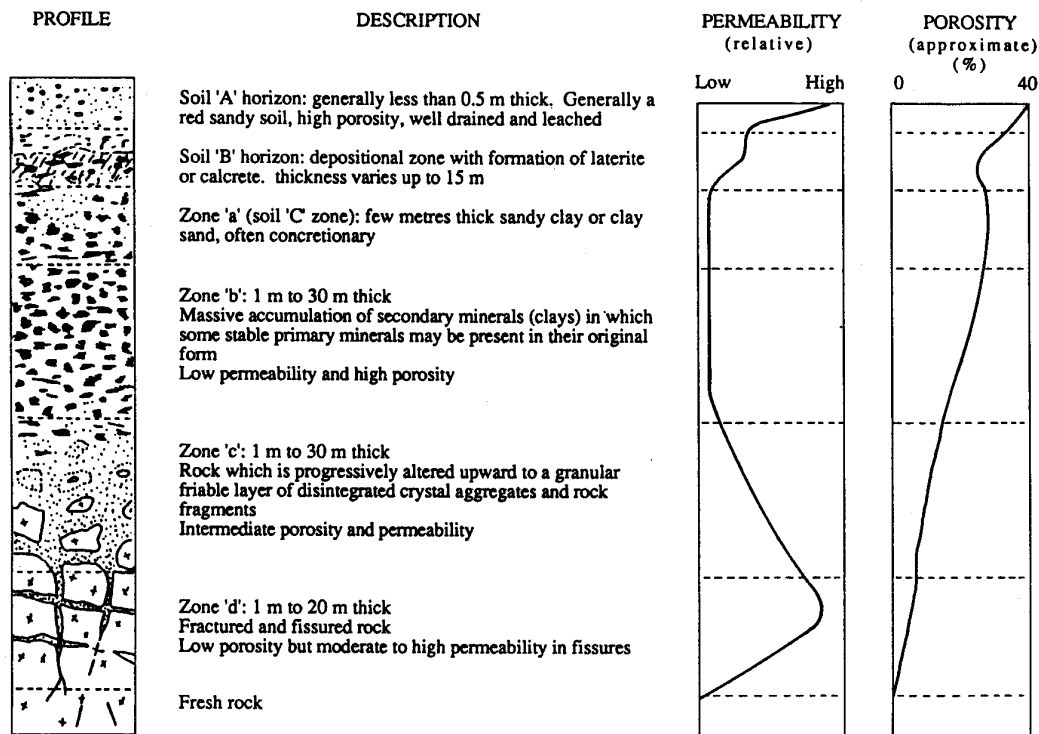 PROFILE
DESCRIPTION
PERMEABILITY
(relative)
POROSITY
(approximate)
(%)
Low High
0 40
Soil 'A' horizon: generally less than 0.5 m thick. Generally a
red sandy soil, high porosity, well drained and leached
Soil 'B' horizon: depositional zone with formation of laterite
or calcrete. thickness varies up to 15 m
Zone 'a' (soil 'C' zone): few metres thick sandy clay or clay
sand, often concretionary
Zone 'b': 1 m to 30 m thick
Massive accumulation of secondary minerals (clays) in which
some stable primary minerals may be present in their original
form
Low permeability and high porosity
Zone 'c': 1 m to 30 m thick
Rock which is progressively altered upward to a granular
friable layer of disintegrated crystal aggregates and rock
fragments
Intermediate porosity and permeability
Zone 'd': 1 m to 20 m thick
Fractured and fissured rock
Low porosity but moderate to high permeability in fissures
Fresh rock